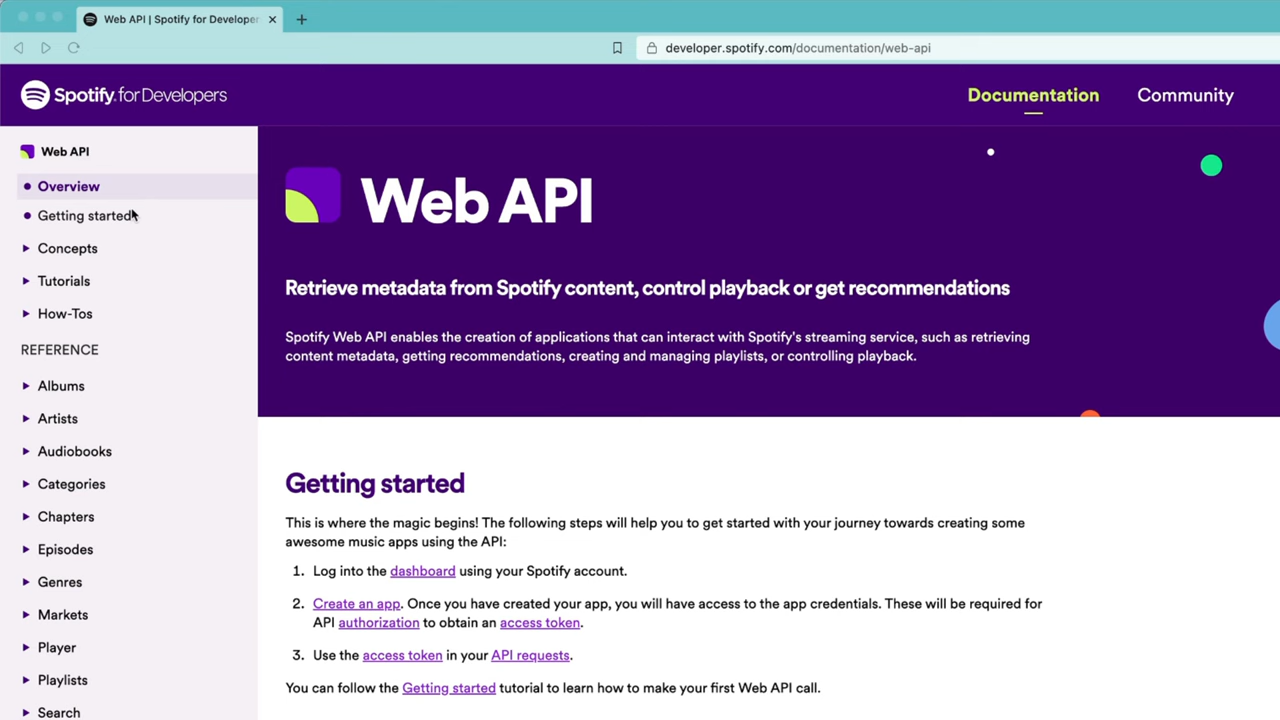 Web API | Spotify for Develope
developer.spotify.com/documentation/web-api
Spotify for Developers
Documentation
Community
Web API
Overview
Getting started
Concepts
Tutorials
How-Tos
REFERENCE
Albums
Artists
Audiobooks
Categories
Chapters
Episodes
Genres
Markets
Player
Playlists
Search
Web API
Retrieve metadata from Spotify content, control playback or get recommendations
Spotify Web API enables the creation of applications that can interact with Spotify's streaming service, such as retrieving
content metadata, getting recommendations, creating and managing playlists, or controlling playback.
Getting started
This is where the magic begins! The following steps will help you to get started with your journey towards creating some
awesome music apps using the API:
1. Log into the dashboard using your Spotify account.
2. Create an app. Once you have created your app, you will have access to the app credentials. These will be required for
API authorization to obtain an access token.
3. Use the access token in your API requests.
You can follow the Getting started tutorial to learn how to make your first Web API call.